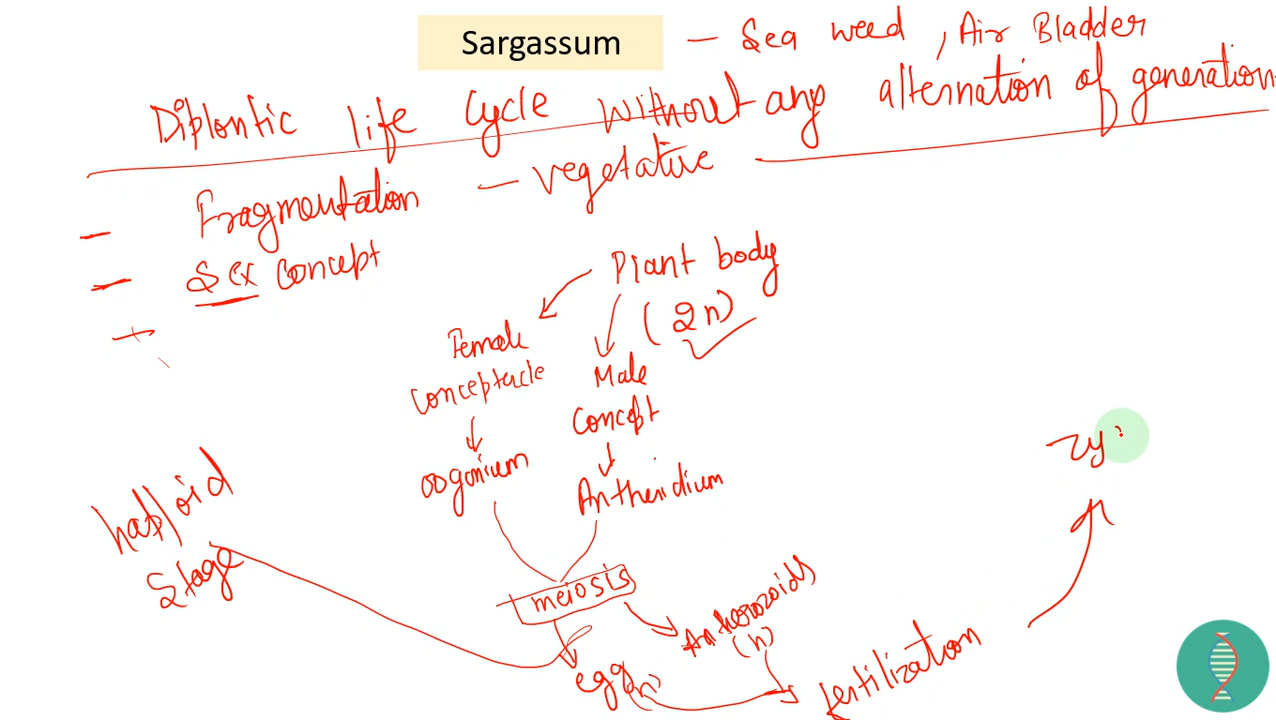 Sargassum – Sea weed , Air Bladder
Diplontic life Cycle without any alternation of generation
– Fragmentation – vegetative
– Sex concept
Plant body
(2n)
Female
conceptacle
oogonium
Male
Concept
Antheridium
haploid
Stage
meiosis
Antherozoids
(n)
egg
(n)
fertilization
zy